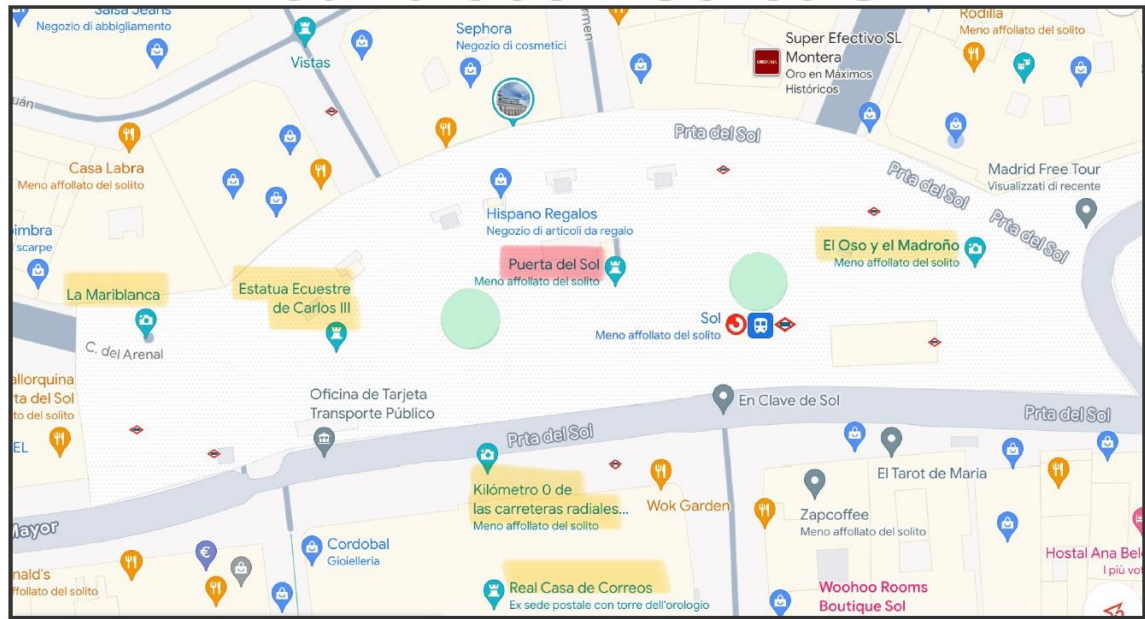 Salsa Jeans
Negozio di abbigliamento
Vistas
Sephora
Negozio di cosmetici
Super Efectivo SL
Montera
Oro en Máximos
Históricos
Rodilla
Meno affollato del solito
Prta del Sol
Casa Labra
Meno affollato del solito
Prta del Sol
Madrid Free Tour
Visualizzati di recente
Prta del Sol
Hispano Regalos
Negozio di articoli da regalo
scarpe
El Oso y el Madroño
Meno affollato del solito
Puerta del Sol
Meno affollato del solito
La Mariblanca
Estatua Ecuestre
de Carlos III
Sol
Meno affollato del solito
C. del Arenal
Oficina de Tarjeta
Transporte Público
En Clave de Sol
Prta del Sol
Prta del Sol
El Tarot de Maria
Kilómetro 0 de
las carreteras radiales...
Meno affollato del solito
Wok Garden
Zapcoffee
Meno affollato del solito
Mayor
Cordobal
Gioielleria
Hostal Ana Bel
I più vot
Real Casa de Correos
Ex sede postale con torre dell'orologio
Woohoo Rooms
Boutique Sol